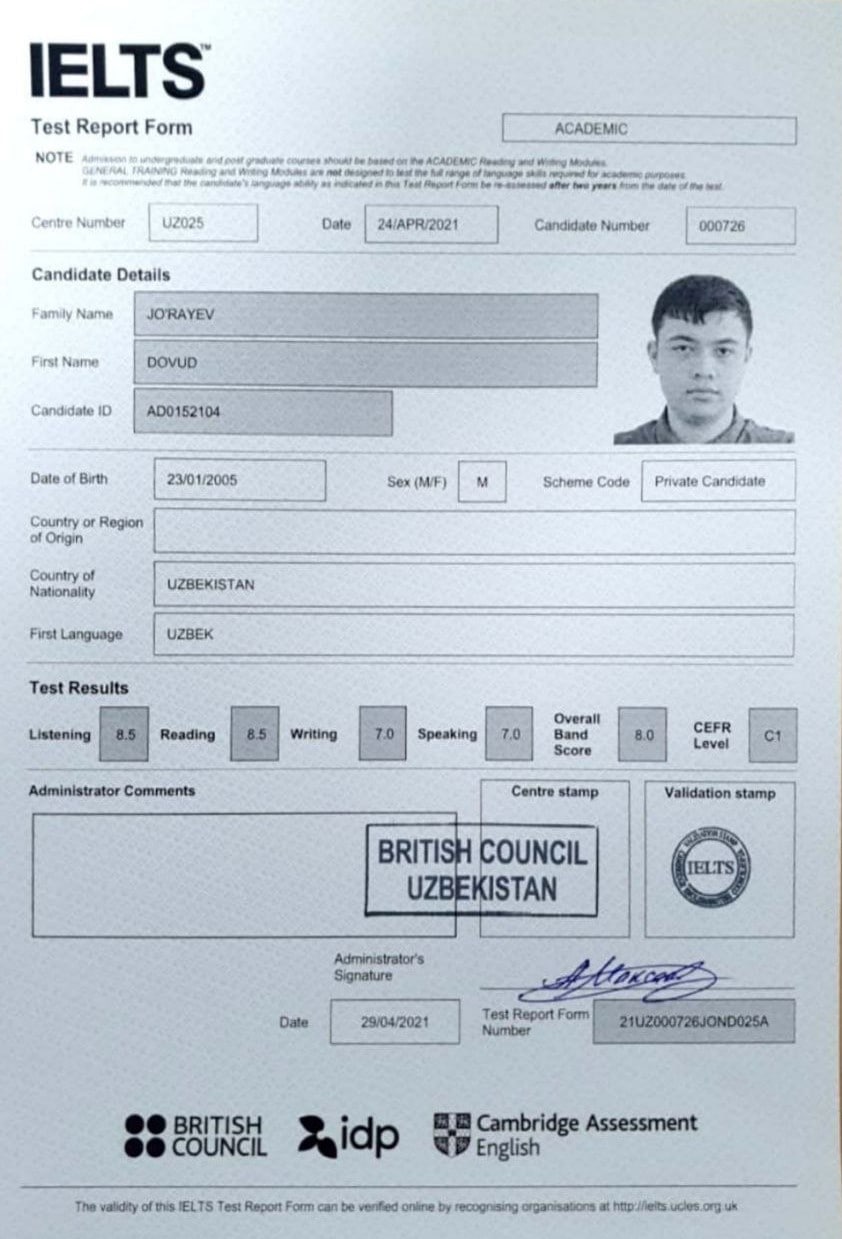 IELTS™
Test Report Form
ACADEMIC
NOTE Admission to undergraduate and post graduate courses should be based on the ACADEMIC Reading and Writing Modules.
GENERAL TRAINING Reading and Writing Modules are not designed to test the full range of language skills required for academic purposes.
It is recommended that the candidate's language ability as indicated in this Test Report Form be re-assessed after two years from the date of the test.
Centre Number UZ025 Date 24/APR/2021 Candidate Number 000726
Candidate Details
Family Name JO'RAYEV
First Name DOVUD
Candidate ID AD0152104
Date of Birth 23/01/2005 Sex (M/F) M Scheme Code Private Candidate
Country or Region
of Origin
Country of
Nationality UZBEKISTAN
First Language UZBEK
Test Results
Listening 8.5 Reading 8.5 Writing 7.0 Speaking 7.0 Overall Band Score 8.0 CEFR Level C1
Administrator Comments
Centre stamp
Validation stamp
BRITISH COUNCIL
UZBEKISTAN
IELTS
Administrator's
Signature
Date 29/04/2021
Test Report Form
Number 21UZ000726JOND025A
BRITISH
COUNCIL
idp
Cambridge Assessment
English
The validity of this IELTS Test Report Form can be verified online by recognising organisations at http://ielts.ucles.org.uk